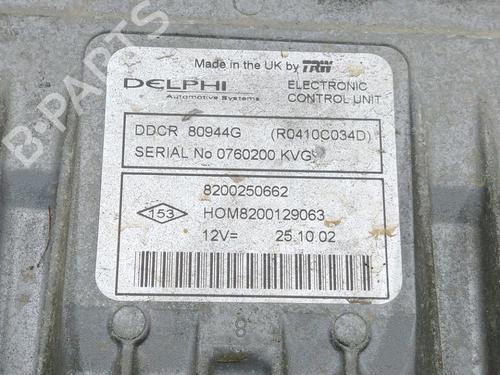 Made in the UK by TRW
DELPHI
Automotive Systems
ELECTRONIC
CONTROL UNIT
DDCR 80944G (R0410C034D)
SERIAL No 0760200 KVG
8200250662
153
HOM8200129063
12V= 25.10.02
8
B-PARTS